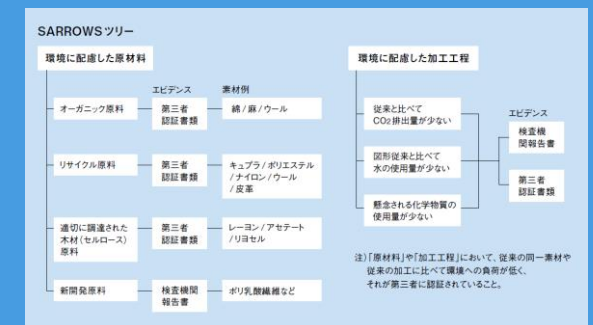 SARROWSツリー
環境に配慮した原材料
エビデンス
素材例
オーガニック原料
第三者
認証書類
綿/麻/ウール
リサイクル原料
第三者
認証書類
キュプラ/ポリエステル
/ナイロン/ウール
/皮革
適切に調達された
木材(セルロース)
原料
第三者
認証書類
レーヨン/アセテート
/リヨセル
新開発原料
検査機関
報告書
ポリ乳酸繊維など
環境に配慮した加工工程
従来と比べて
CO2排出量が少ない
図形従来と比べて
水の使用量が少ない
懸念される化学物質の
使用量が少ない
エビデンス
検査機
関報告書
第三者
認証書類
注)「原材料」や「加工工程」において、従来の同一素材や
従来の加工に比べて環境への負荷が低く、
それが第三者に認証されていること。